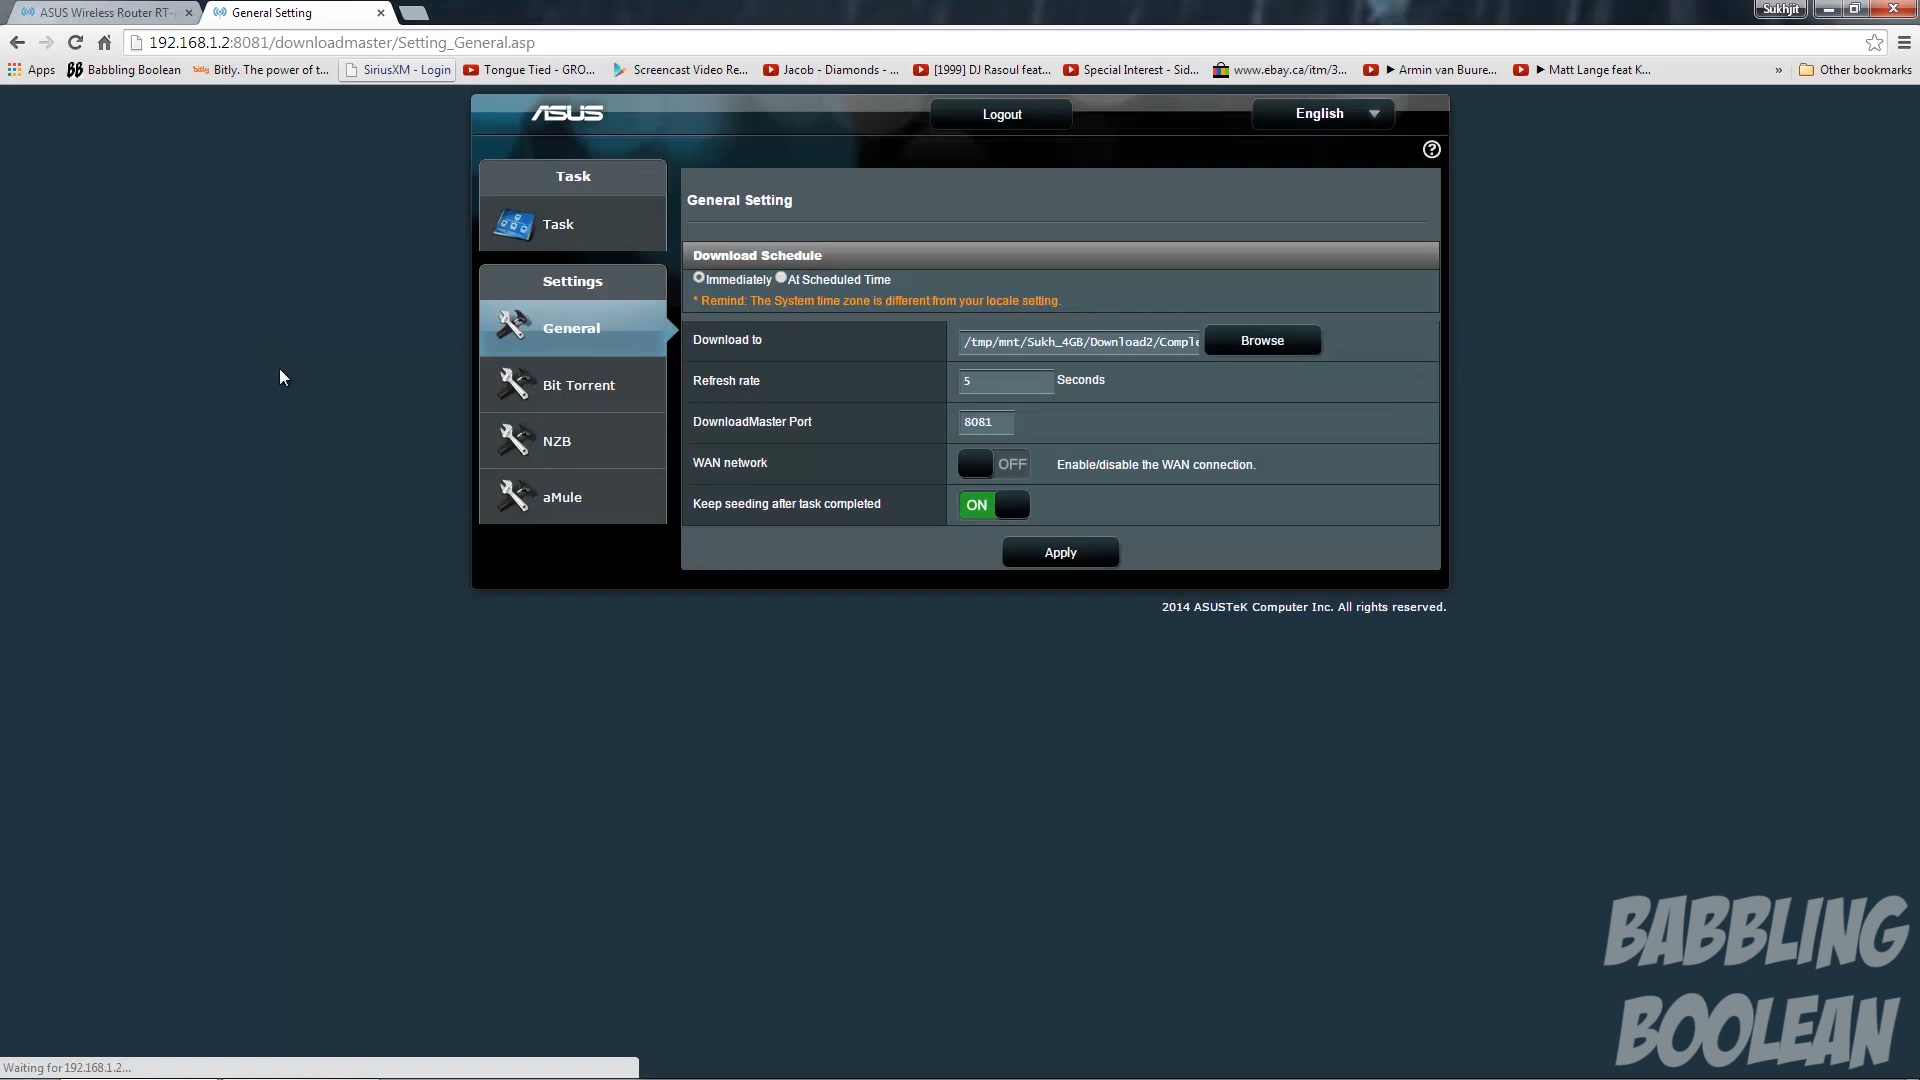 ASUS Wireless Router RT-
General Setting
Sukhjit
192.168.1.2:8081/downloadmaster/Setting_General.asp
Apps
Babbling Boolean
bitly Bitly. The power of t...
SiriusXM - Login
Tongue Tied - GRO...
Screencast Video Re...
Jacob - Diamonds - ...
[1999] DJ Rasoul feat...
Special Interest - Sid...
www.ebay.ca/itm/3...
▶ Armin van Buure...
▶ Matt Lange feat K...
»
Other bookmarks
ASUS
Logout
English
Task
Task
Settings
General
Bit Torrent
NZB
aMule
General Setting
Download Schedule
Immediately At Scheduled Time
* Remind: The System time zone is different from your locale setting.
Download to /tmp/mnt/Sukh_4GB/Download2/Comple Browse
Refresh rate 5 Seconds
DownloadMaster Port 8081
WAN network OFF Enable/disable the WAN connection.
Keep seeding after task completed ON
Apply
2014 ASUSTeK Computer Inc. All rights reserved.
BABBLING
BOOLEAN
Waiting for 192.168.1.2...